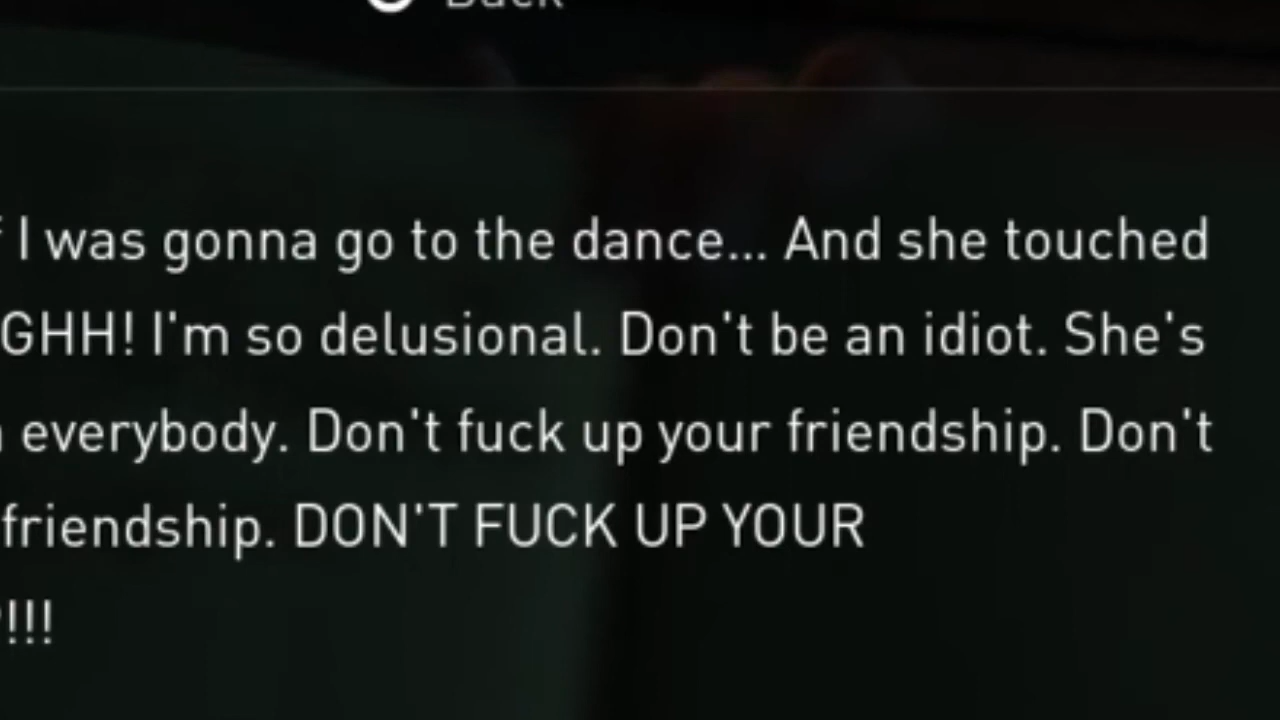 Back
I was gonna go to the dance... And she touched
GHH! I'm so delusional. Don't be an idiot. She's
everybody. Don't fuck up your friendship. Don't
friendship. DON'T FUCK UP YOUR
!!!